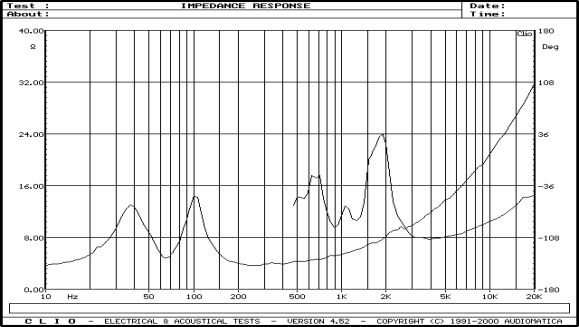 Test :
IMPEDANCE RESPONSE
Date:
About:
Time:
40.00
Ω
32.00
24.00
16.00
8.00
0.00
Clio
180
Deg
108
36
-36
-108
-180
10 Hz 50 100 200 500 1K 2K 5K 10K 20K
CLIO - ELECTRICAL & ACOUSTICAL TESTS - VERSION 4.52 - COPYRIGHT (C) 1991-2000 AUDIOMATICA